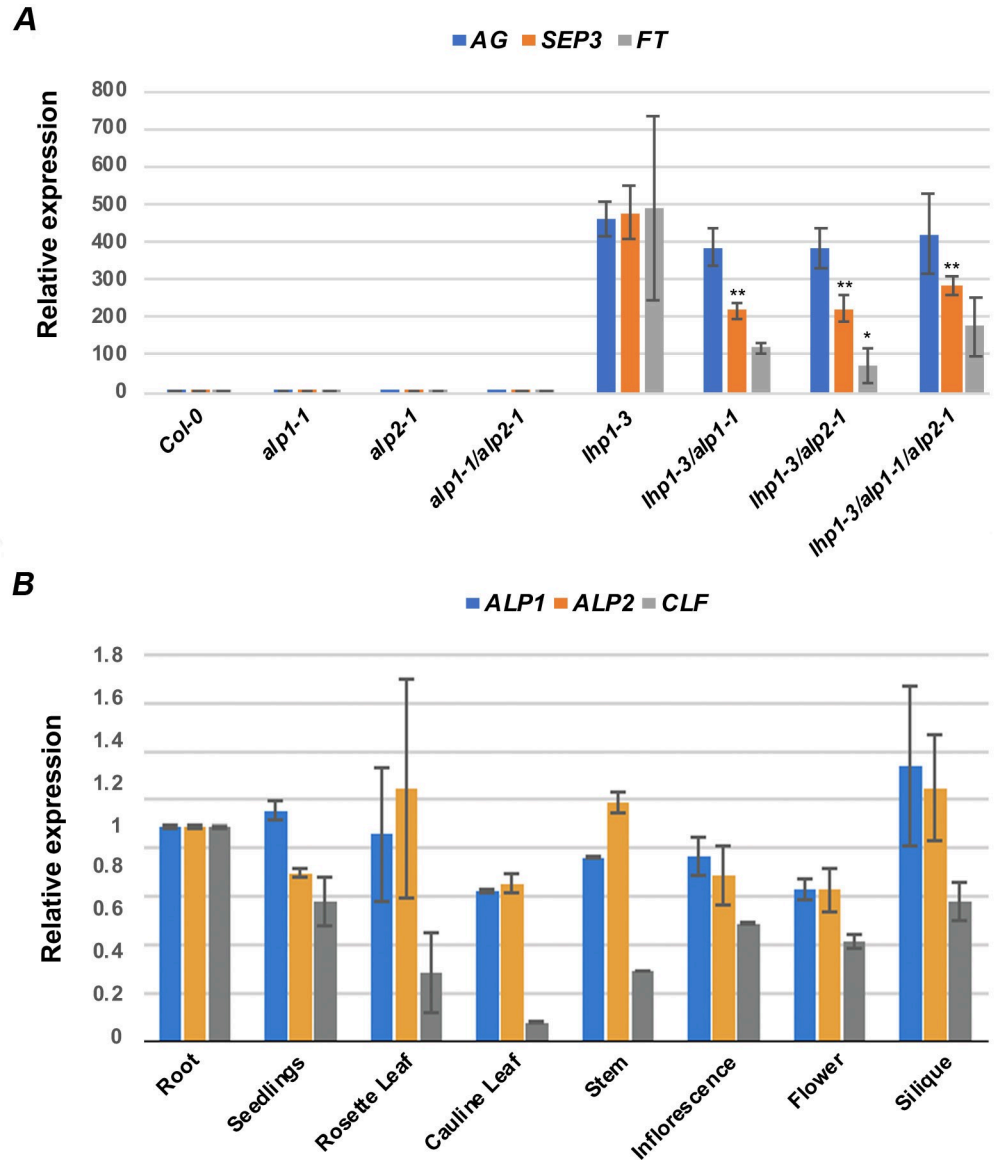 A
AG SEP3 FT
Relative expression
800
700
600
500
400
300
200
100
0
**
**
*
**
Col-0
alp1-1
alp2-1
alp1-1/alp2-1
lhp1-3
lhp1-3/alp1-1
lhp1-3/alp2-1
lhp1-3/alp1-1/alp2-1
B
ALP1 ALP2 CLF
Relative expression
1.8
1.6
1.4
1.2
1
0.8
0.6
0.4
0.2
0
Root
Seedlings
Rosette Leaf
Cauline Leaf
Stem
Inflorescence
Flower
Silique